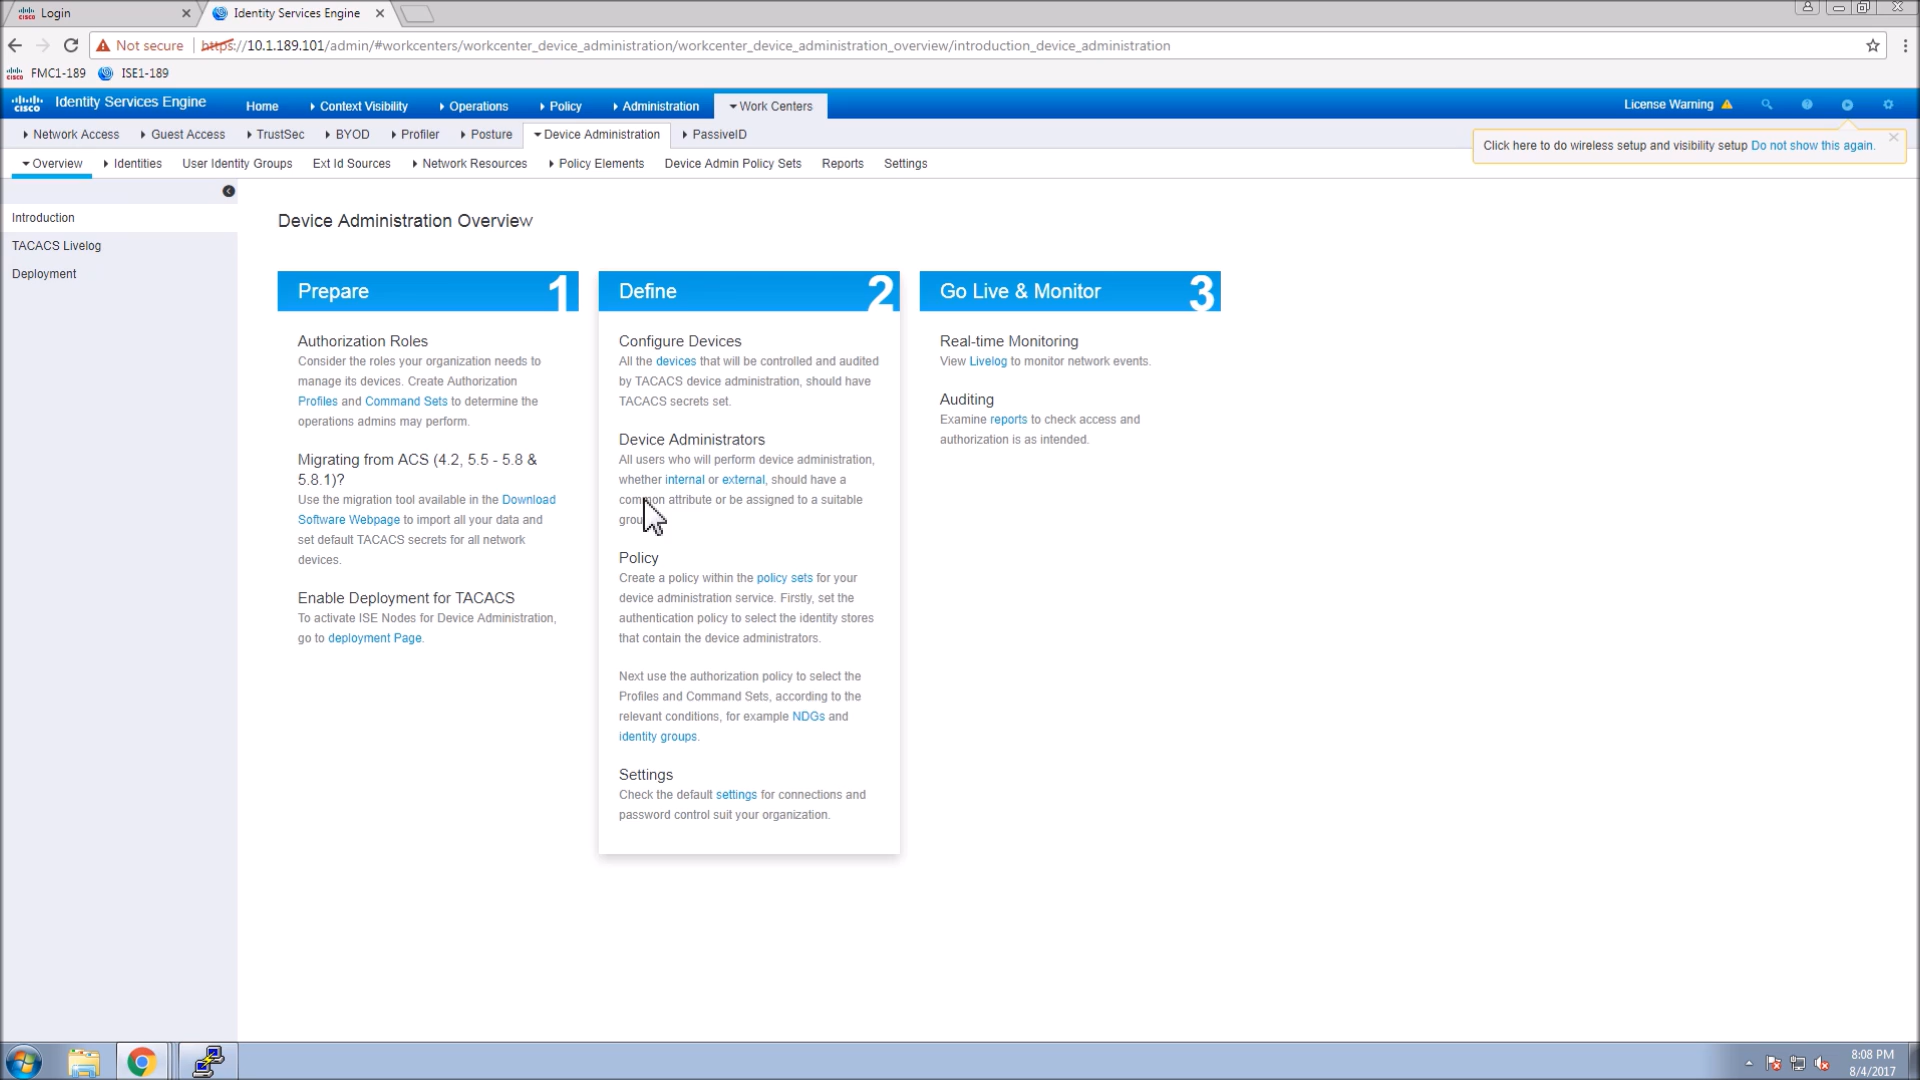 Login
Identity Services Engine
Not secure https://10.1.189.101/admin/#workcenters/workcenter_device_administration/workcenter_device_administration_overview/introduction_device_administration
CISCO FMC1-189 ISE1-189
CISCO Identity Services Engine Home Context Visibility Operations Policy Administration Work Centers License Warning
Network Access Guest Access TrustSec BYOD Profiler Posture Device Administration PassiveID
Click here to do wireless setup and visibility setup Do not show this again.
Overview Identities User Identity Groups Ext Id Sources Network Resources Policy Elements Device Admin Policy Sets Reports Settings
Introduction
TACACS Livelog
Deployment
Device Administration Overview
Prepare 1
Authorization Roles
Consider the roles your organization needs to
manage its devices. Create Authorization
Profiles and Command Sets to determine the
operations admins may perform.
Migrating from ACS (4.2, 5.5 - 5.8 &
5.8.1)?
Use the migration tool available in the Download
Software Webpage to import all your data and
set default TACACS secrets for all network
devices.
Enable Deployment for TACACS
To activate ISE Nodes for Device Administration,
go to deployment Page.
Define 2
Configure Devices
All the devices that will be controlled and audited
by TACACS device administration, should have
TACACS secrets set.
Device Administrators
All users who will perform device administration,
whether internal or external, should have a
common attribute or be assigned to a suitable
Policy
Create a policy within the policy sets for your
device administration service. Firstly, set the
authentication policy to select the identity stores
that contain the device administrators.
Next use the authorization policy to select the
Profiles and Command Sets, according to the
relevant conditions, for example NDGs and
identity groups.
Settings
Check the default settings for connections and
password control suit your organization.
Go Live & Monitor 3
Real-time Monitoring
View Livelog to monitor network events.
Auditing
Examine reports to check access and
authorization is as intended.
8:08 PM
8/4/2017